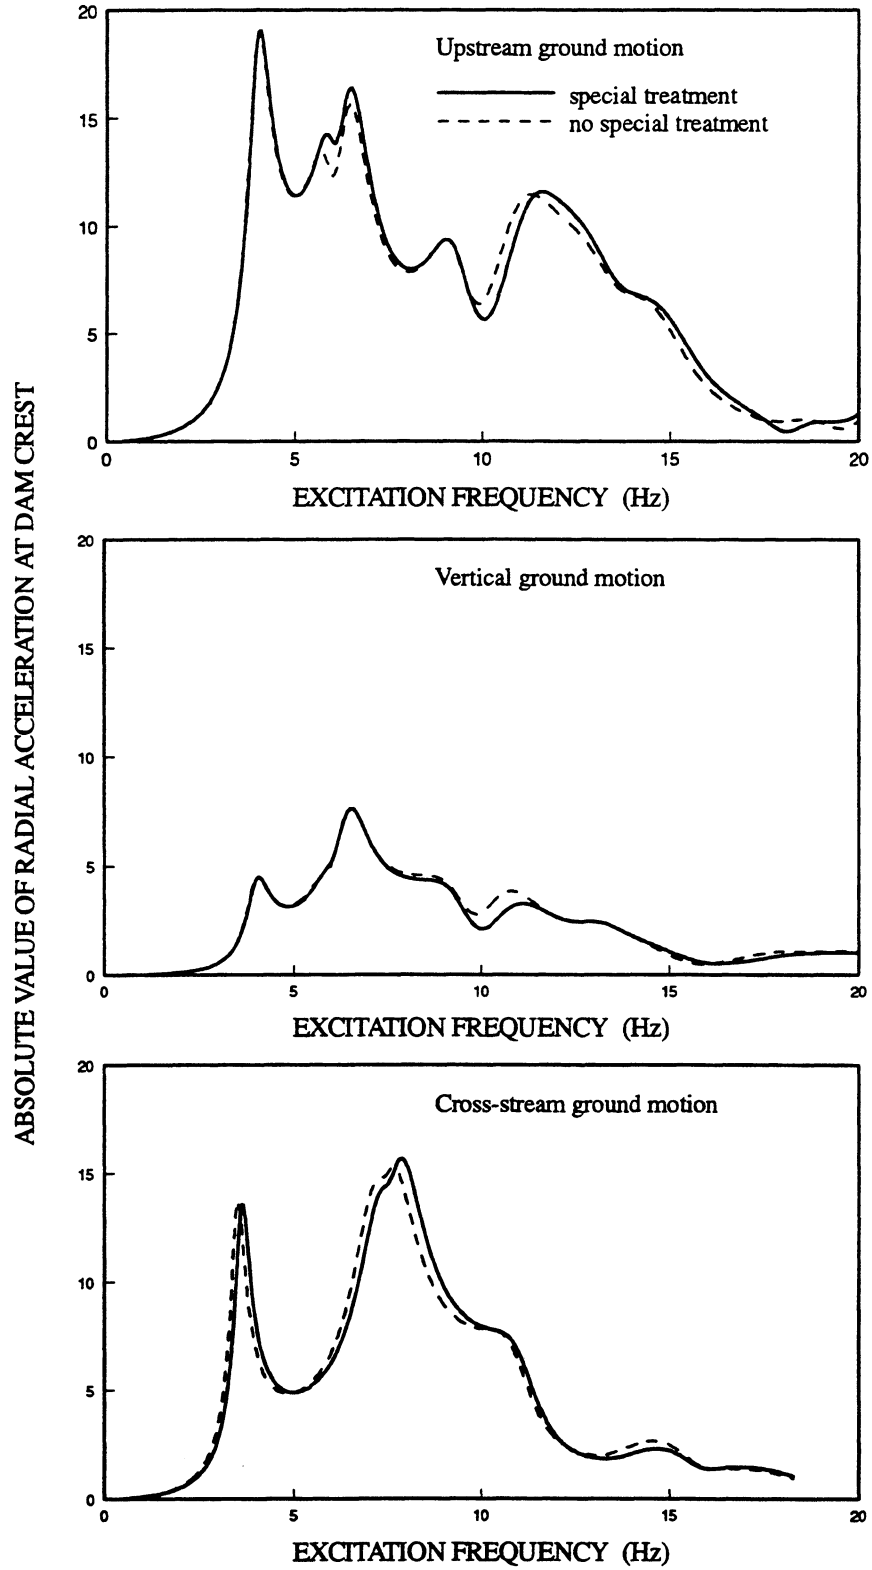 ABSOLUTE VALUE OF RADIAL ACCELERATION AT DAM CREST
Upstream ground motion
special treatment
no special treatment
20
15
10
5
0
0 5 10 15 20
EXCITATION FREQUENCY (Hz)
Vertical ground motion
20
15
10
5
0
0 5 10 15 20
EXCITATION FREQUENCY (Hz)
Cross-stream ground motion
20
15
10
5
0
0 5 10 15 20
EXCITATION FREQUENCY (Hz)